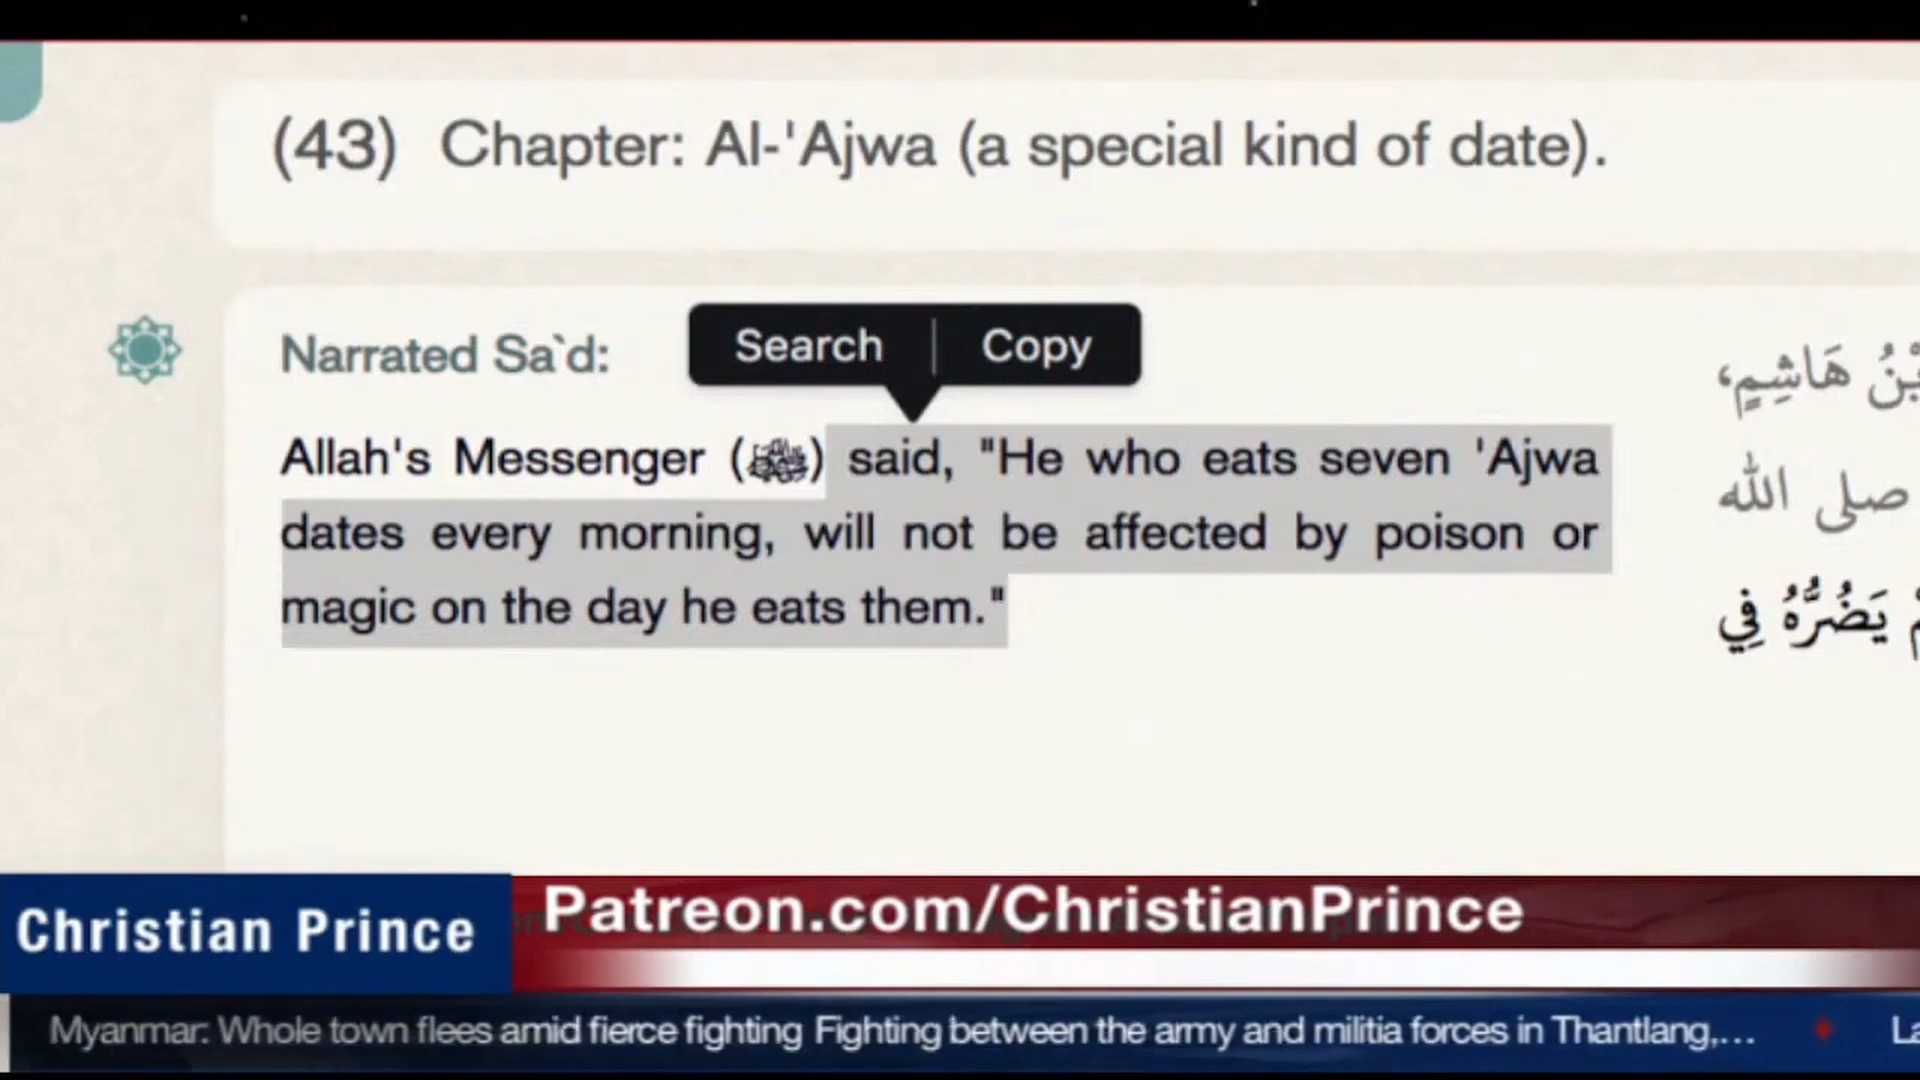 (43) Chapter: Al-'Ajwa (a special kind of date).
Search | Copy
Narrated Sa`d:
Allah's Messenger (ﷺ) said, "He who eats seven 'Ajwa
dates every morning, will not be affected by poison or
magic on the day he eats them."
بْنُ هَاشِمٍ،
صلى الله
يَضُرُّهُ فِي
Christian Prince
Patreon.com/ChristianPrince
Myanmar: Whole town flees amid fierce fighting Fighting between the army and militia forces in Thantlang,... La